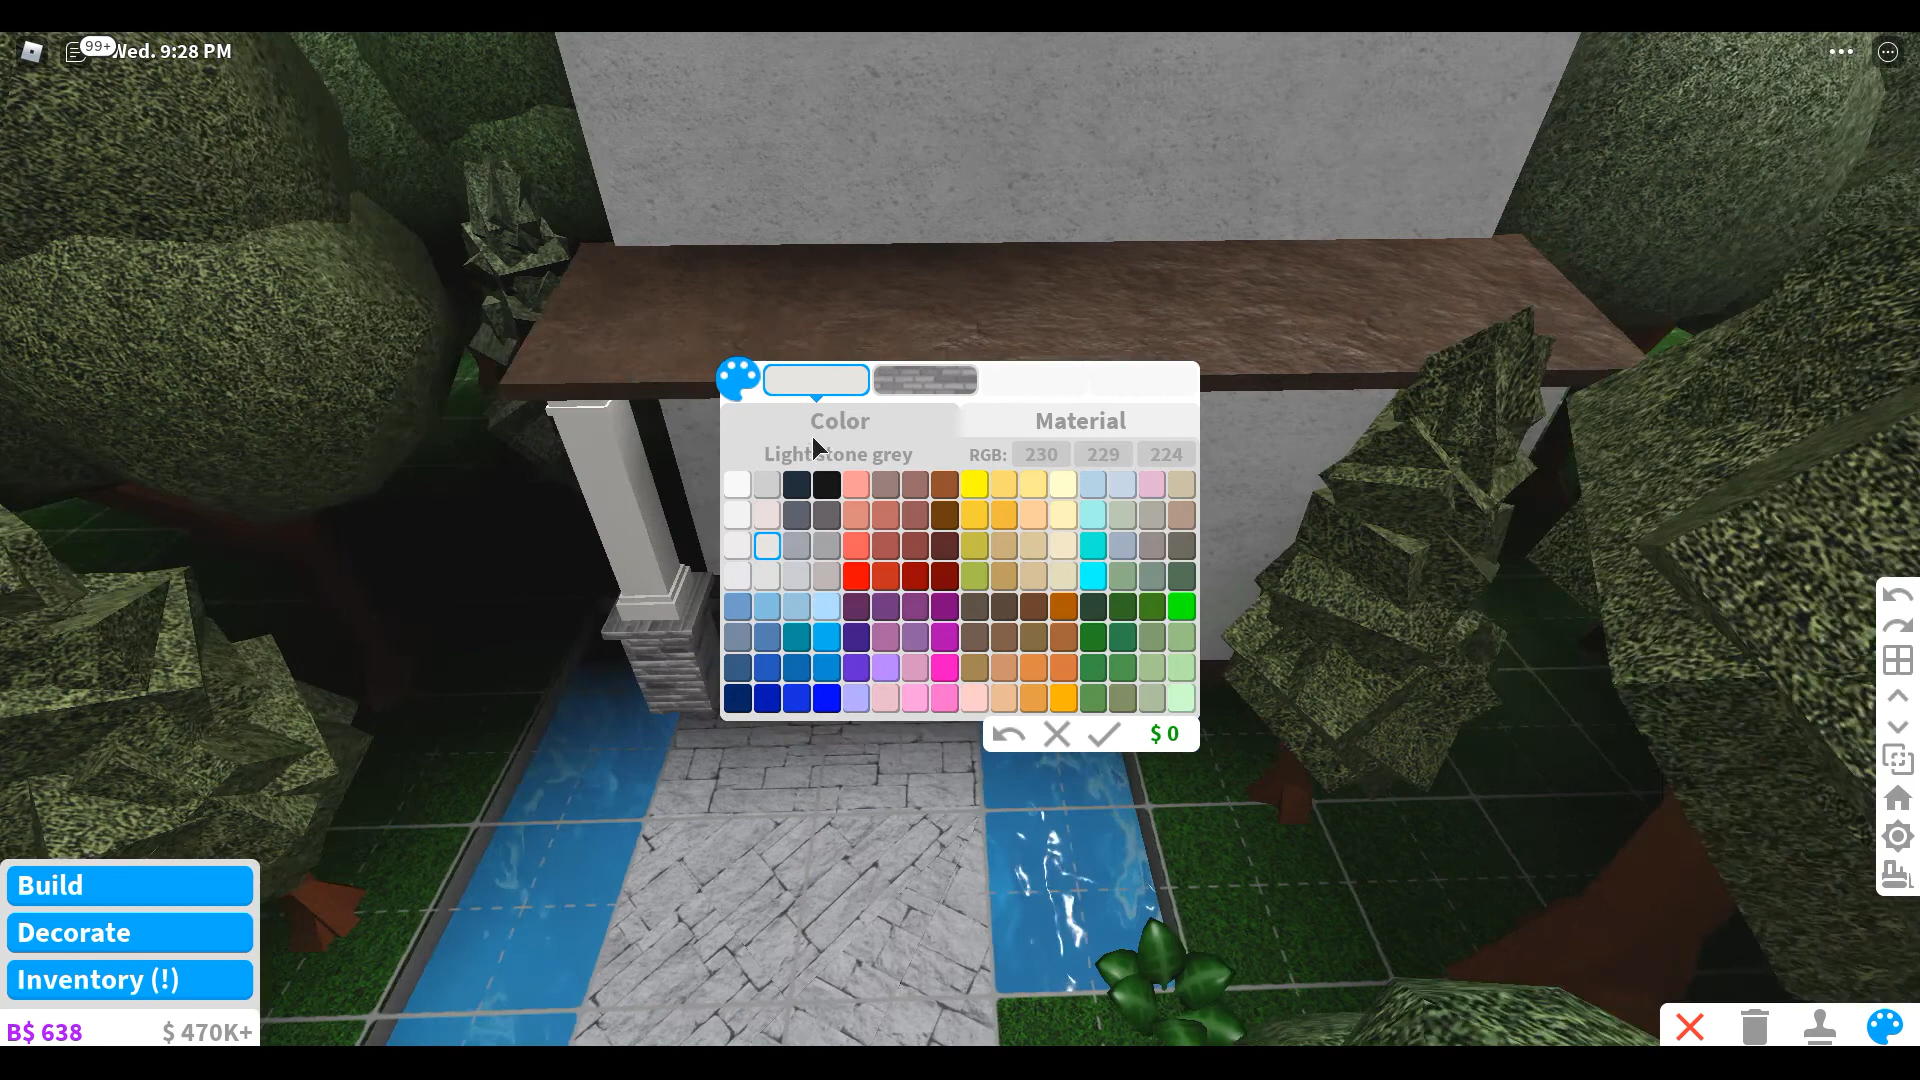 99+
Wed. 9:28 PM
Color
Material
Light stone grey
RGB: 230 229 224
$ 0
Build
Decorate
Inventory (!)
B$ 638
$ 470K+